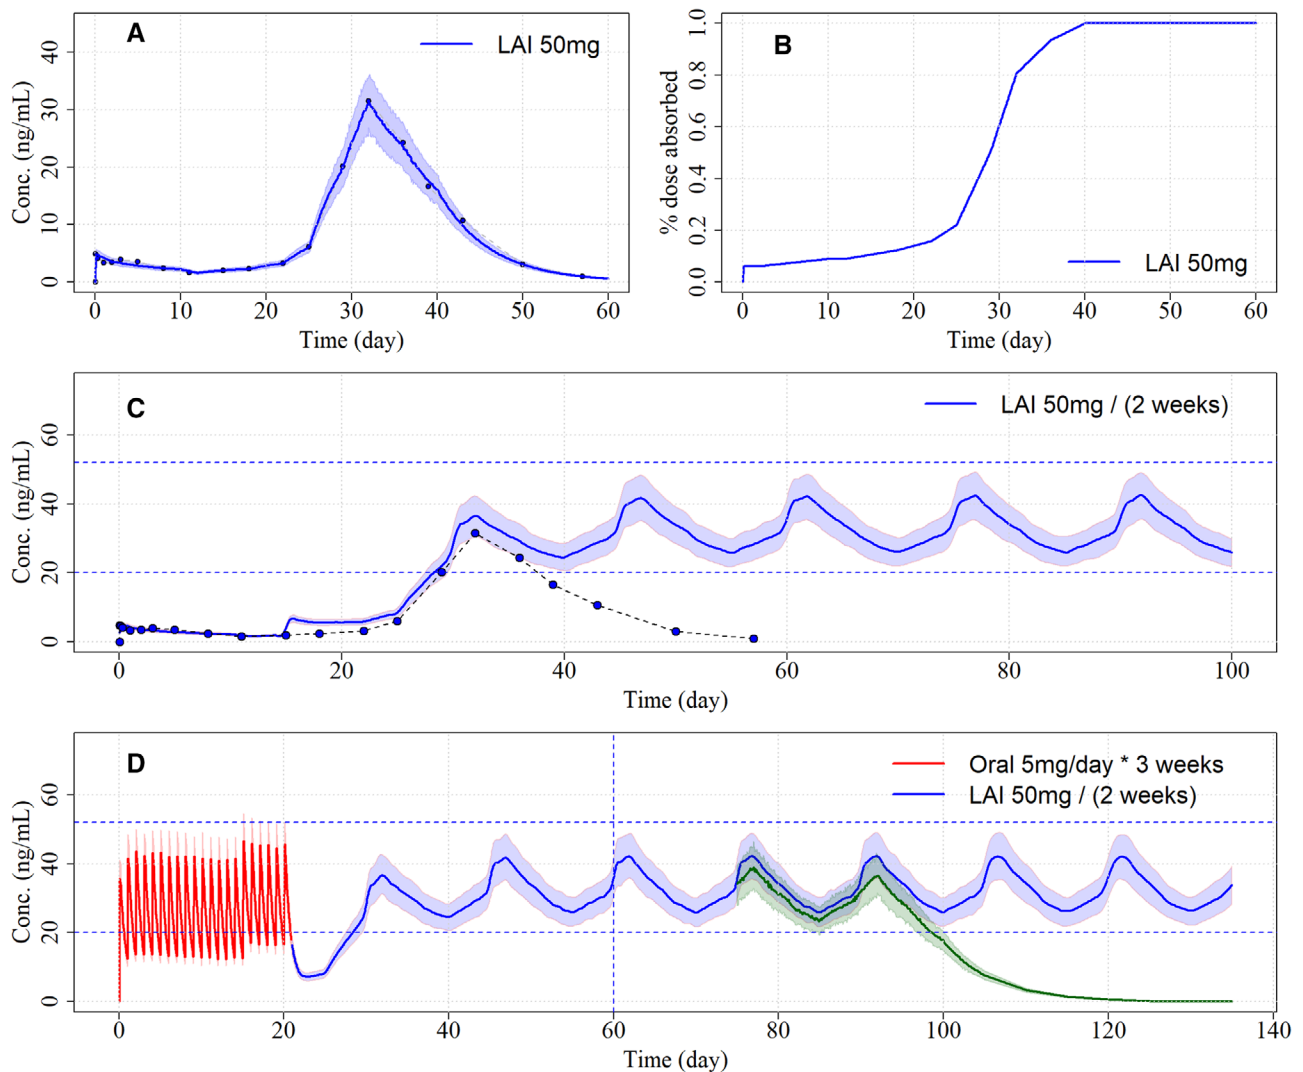 A
LAI 50mg
Conc. (ng/mL)
40
30
20
10
0
0 10 20 30 40 50 60
Time (day)
B
LAI 50mg
% dose absorbed
1.0
0.8
0.6
0.4
0.2
0.0
0 10 20 30 40 50 60
Time (day)
C
LAI 50mg / (2 weeks)
Conc. (ng/mL)
60
40
20
0
0 20 40 60 80 100
Time (day)
D
Oral 5mg/day * 3 weeks
LAI 50mg / (2 weeks)
Conc. (ng/mL)
60
40
20
0
0 20 40 60 80 100 120 140
Time (day)